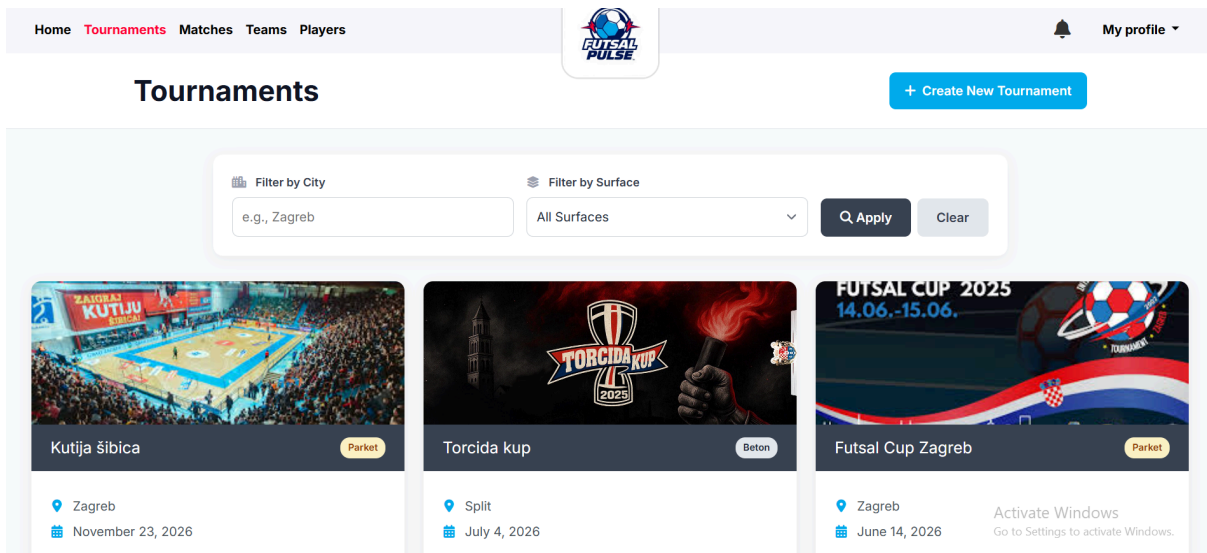 Home Tournaments Matches Teams Players
FUTSAL
PULSE
My profile
Tournaments
+ Create New Tournament
Filter by City
Filter by Surface
e.g., Zagreb
All Surfaces
Apply
Clear
ZAIGRAJ
KUTIJU
ŠIBICA!
TORCIDA KUP
2025
FUTSAL CUP 2025
14.06.-15.06.
TOURNAMENT
ZAGREB
Kutija šibica
Parket
Torcida kup
Beton
Futsal Cup Zagreb
Parket
Zagreb
November 23, 2026
Split
July 4, 2026
Zagreb
June 14, 2026
Activate Windows
Go to Settings to activate Windows.